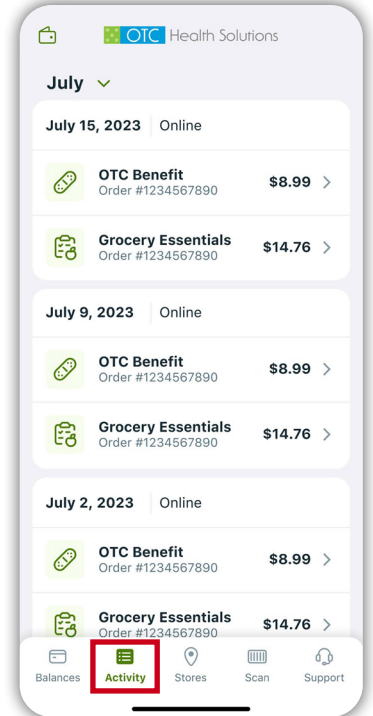 OTC Health Solutions
July
July 15, 2023 Online
OTC Benefit
Order #1234567890
$8.99
Grocery Essentials
Order #1234567890
$14.76
July 9, 2023 Online
OTC Benefit
Order #1234567890
$8.99
Grocery Essentials
Order #1234567890
$14.76
July 2, 2023 Online
OTC Benefit
Order #1234567890
$8.99
Grocery Essentials
Order #1234567890
$14.76
Balances Activity Stores Scan Support